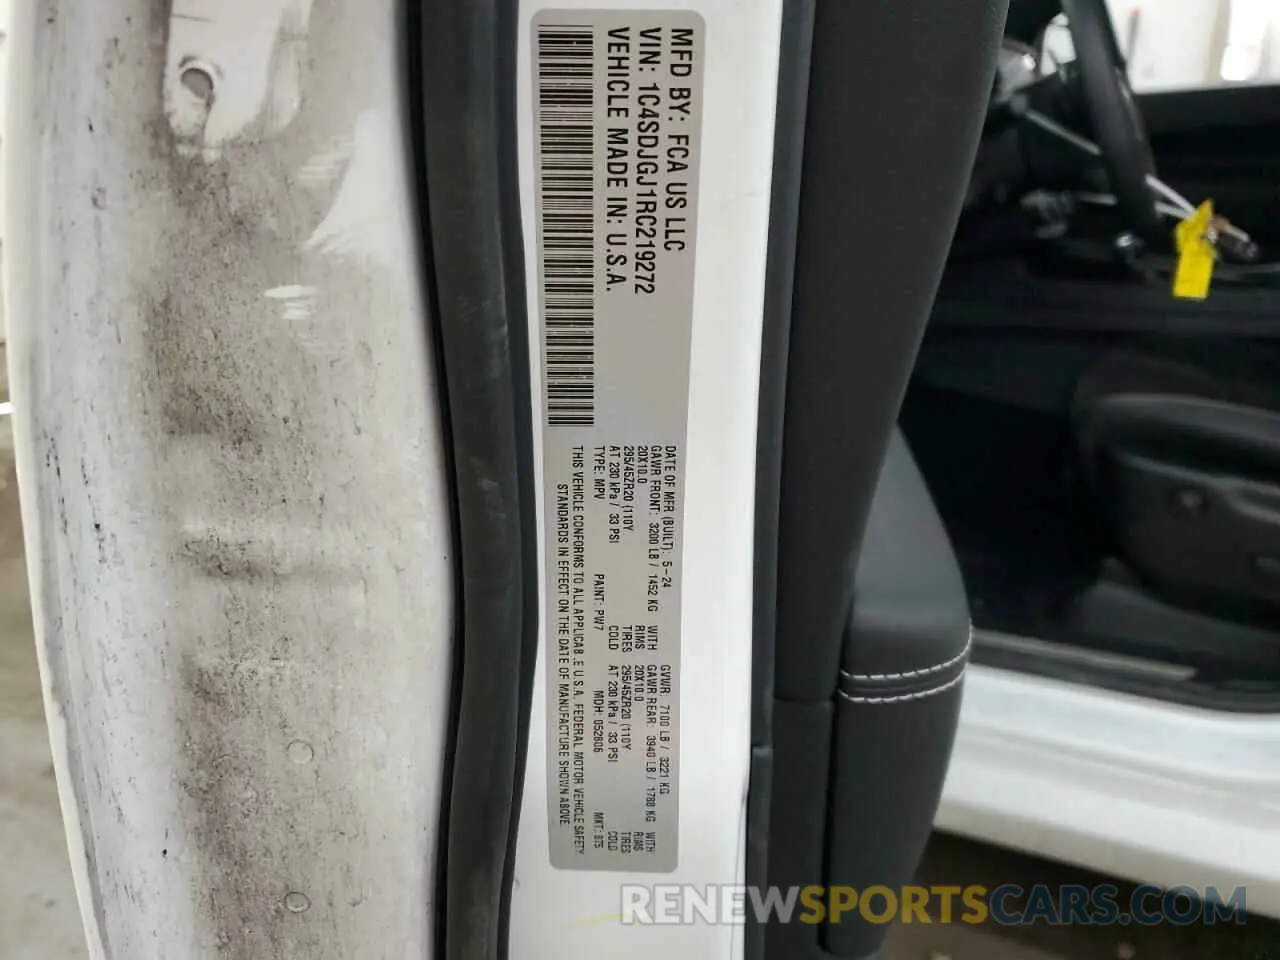 MFD BY: FCA US LLC
VIN: 1C4SDJGJ1RC219272
VEHICLE MADE IN: U.S.A.
DATE OF MFR (BUILT): 5-24 GVWR: 7100 LB / 3221 KG
GAWR FRONT: 3200 LB / 1452 KG WITH GAWR REAR: 3940 LB / 1788 KG WITH
20X10.0 RIMS 20X10.0 RIMS
295/45ZR20 (110Y TIRES 295/45ZR20 (110Y TIRES
AT 230 kPa / 33 PSI COLD AT 230 kPa / 33 PSI COLD
TYPE: MPV PAINT: PW7 MDH: 052806 MKT: B75
THIS VEHICLE CONFORMS TO ALL APPLICAB_E U.S.A. FEDERAL MOTOR VEHICLE SAFETY
STANDARDS IN EFFECT ON THE DATE OF MANUFACTURE SHOWN ABOVE.
RENEWSPORTSCARS.COM